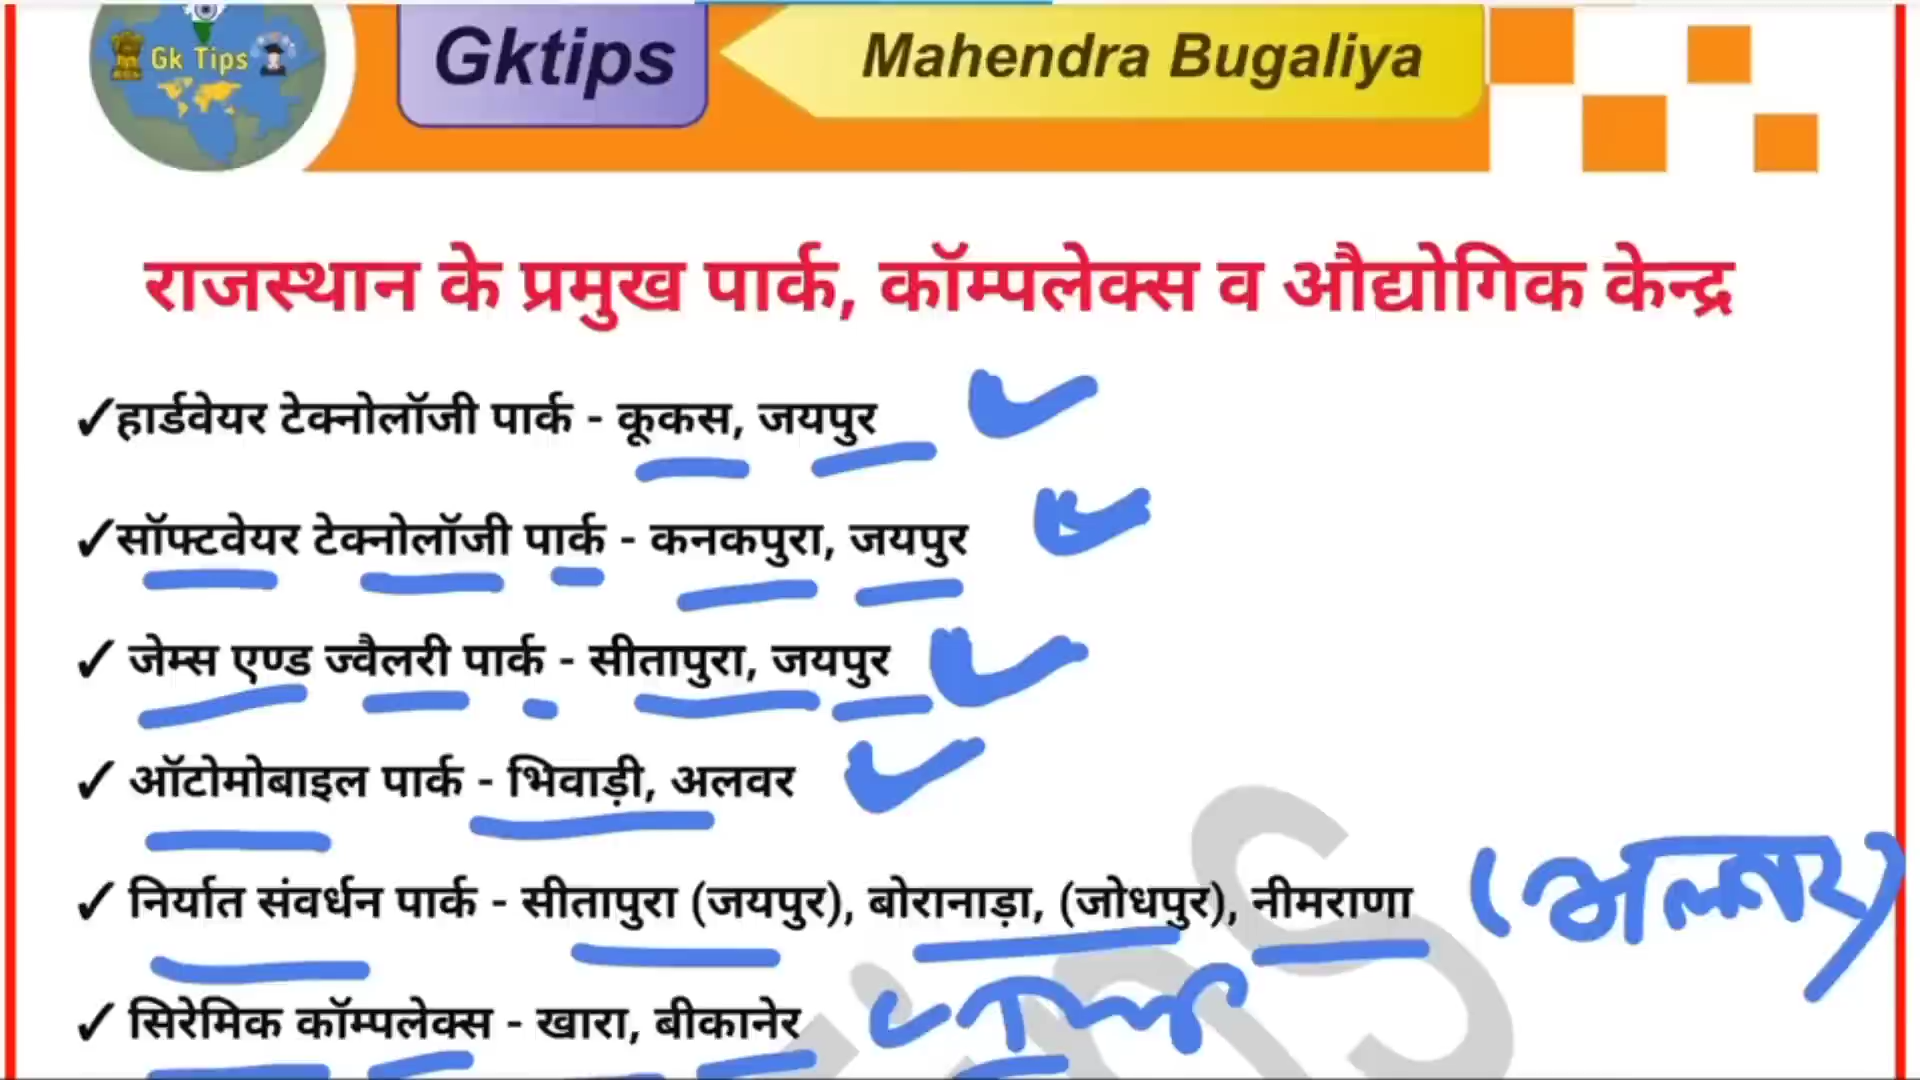 Gk Tips
Gktips
Mahendra Bugaliya
राजस्थान के प्रमुख पार्क, कॉम्पलेक्स व औद्योगिक केन्द्र
✓हार्डवेयर टेक्नोलॉजी पार्क - कूकस, जयपुर
✓सॉफ्टवेयर टेक्नोलॉजी पार्क - कनकपुरा, जयपुर
✓ जेम्स एण्ड ज्वैलरी पार्क - सीतापुरा, जयपुर
✓ ऑटोमोबाइल पार्क - भिवाड़ी, अलवर
✓ निर्यात संवर्धन पार्क - सीतापुरा (जयपुर), बोरानाड़ा, (जोधपुर), नीमराणा (अलवर)
✓ सिरेमिक कॉम्पलेक्स - खारा, बीकानेर